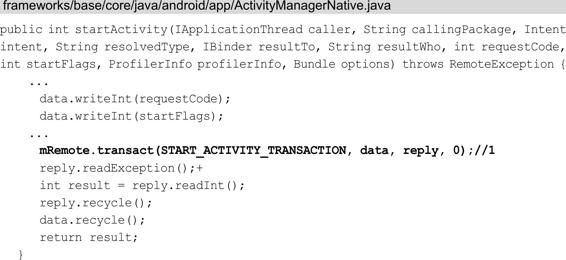 frameworks/base/core/java/android/app/ActivityManagerNative.java
public int startActivity(IApplicationThread caller, String callingPackage, Intent
intent, String resolvedType, IBinder resultTo, String resultWho, int requestCode,
int startFlags, ProfilerInfo profilerInfo, Bundle options) throws RemoteException {
...
data.writeInt(requestCode);
data.writeInt(startFlags);
...
mRemote.transact(START_ACTIVITY_TRANSACTION, data, reply, 0);//1
reply.readException();+
int result = reply.readInt();
reply.recycle();
data.recycle();
return result;
}